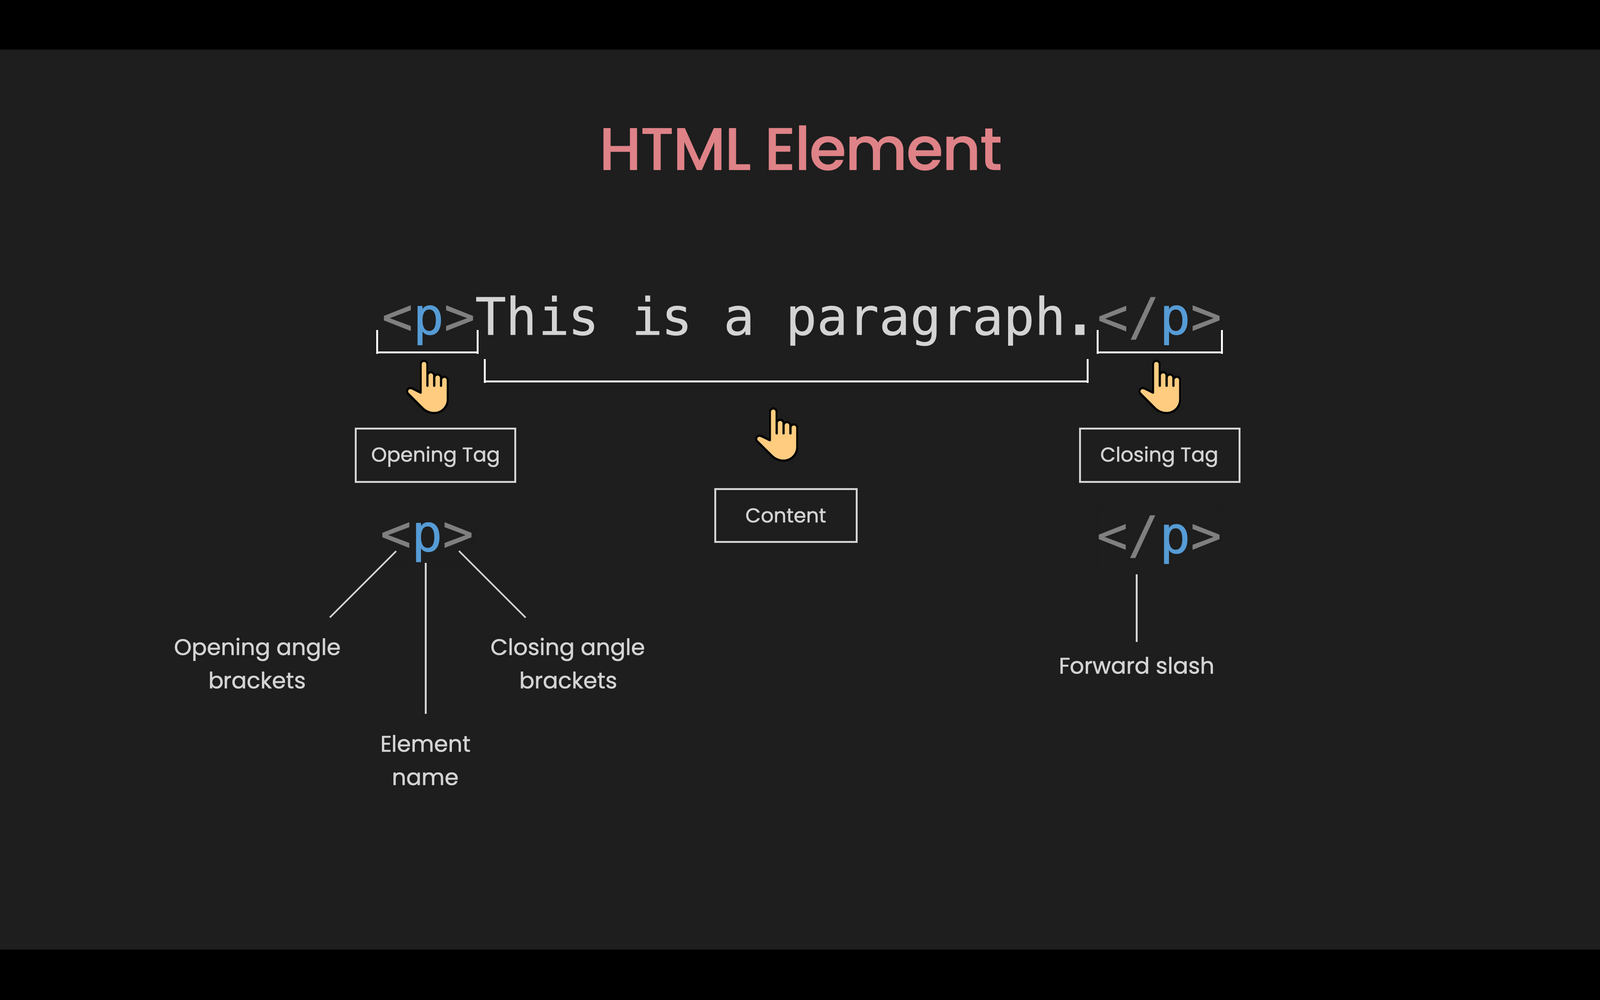 HTML Element
<p>This is a paragraph.</p>
Opening Tag
Closing Tag
Content
<p>
</p>
Opening angle
brackets
Closing angle
brackets
Forward slash
Element
name